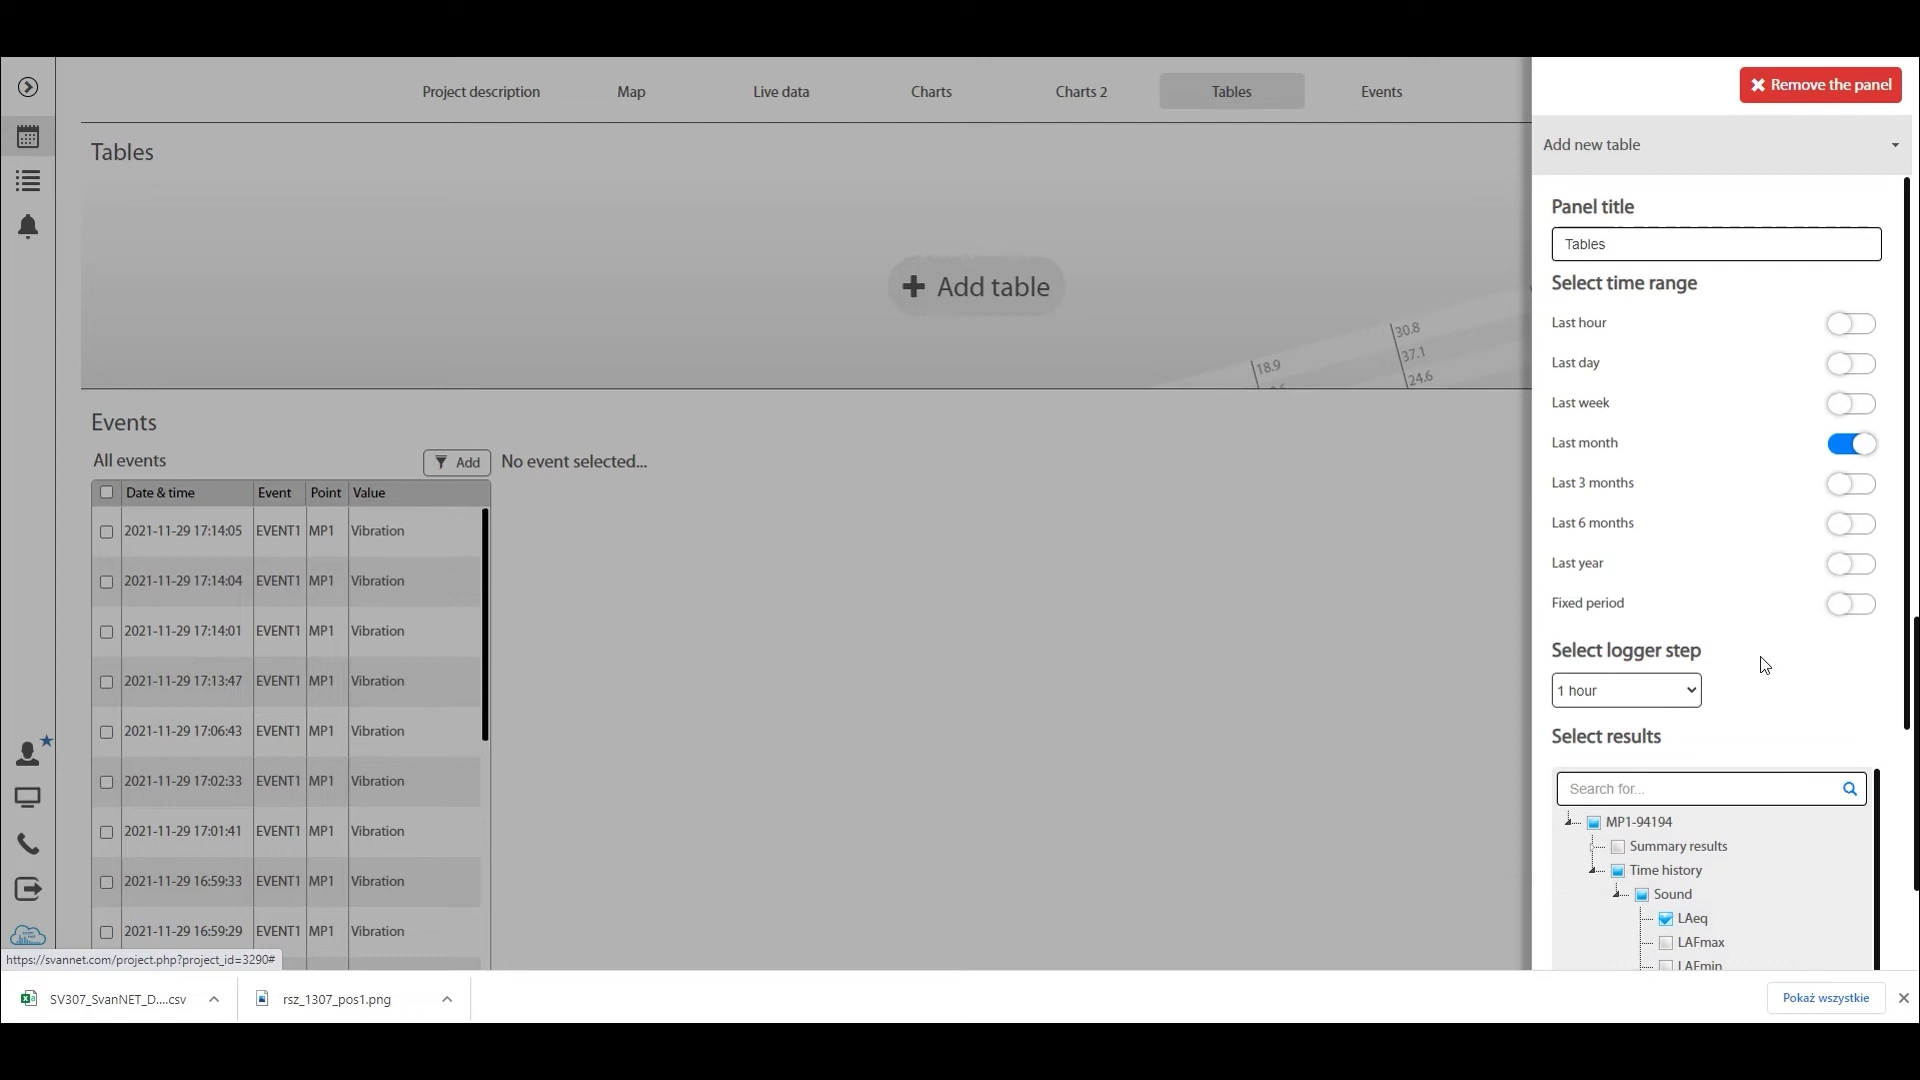 Remove the panel
Project description Map Live data Charts Charts 2 Tables Events
Add new table
Tables
Panel title
Tables
Select time range
Add table
Last hour
30.8
37.1
24.6
18.9
Last day
Last week
Last month
Last 3 months
Last 6 months
Last year
Fixed period
Select logger step
1 hour
Select results
Search for...
MP1-94194
Summary results
Time history
Sound
LAeq
LAFmax
LAFmin
Events
All events
Add
No event selected...
Date & time Event Point Value
2021-11-29 17:14:05 EVENT1 MP1 Vibration
2021-11-29 17:14:04 EVENT1 MP1 Vibration
2021-11-29 17:14:01 EVENT1 MP1 Vibration
2021-11-29 17:13:47 EVENT1 MP1 Vibration
2021-11-29 17:06:43 EVENT1 MP1 Vibration
2021-11-29 17:02:33 EVENT1 MP1 Vibration
2021-11-29 17:01:41 EVENT1 MP1 Vibration
2021-11-29 16:59:33 EVENT1 MP1 Vibration
2021-11-29 16:59:29 EVENT1 MP1 Vibration
https://svannet.com/project.php?project_id=3290#
SV307_SvanNET_D....csv
rsz_1307_pos1.png
Pokaż wszystkie